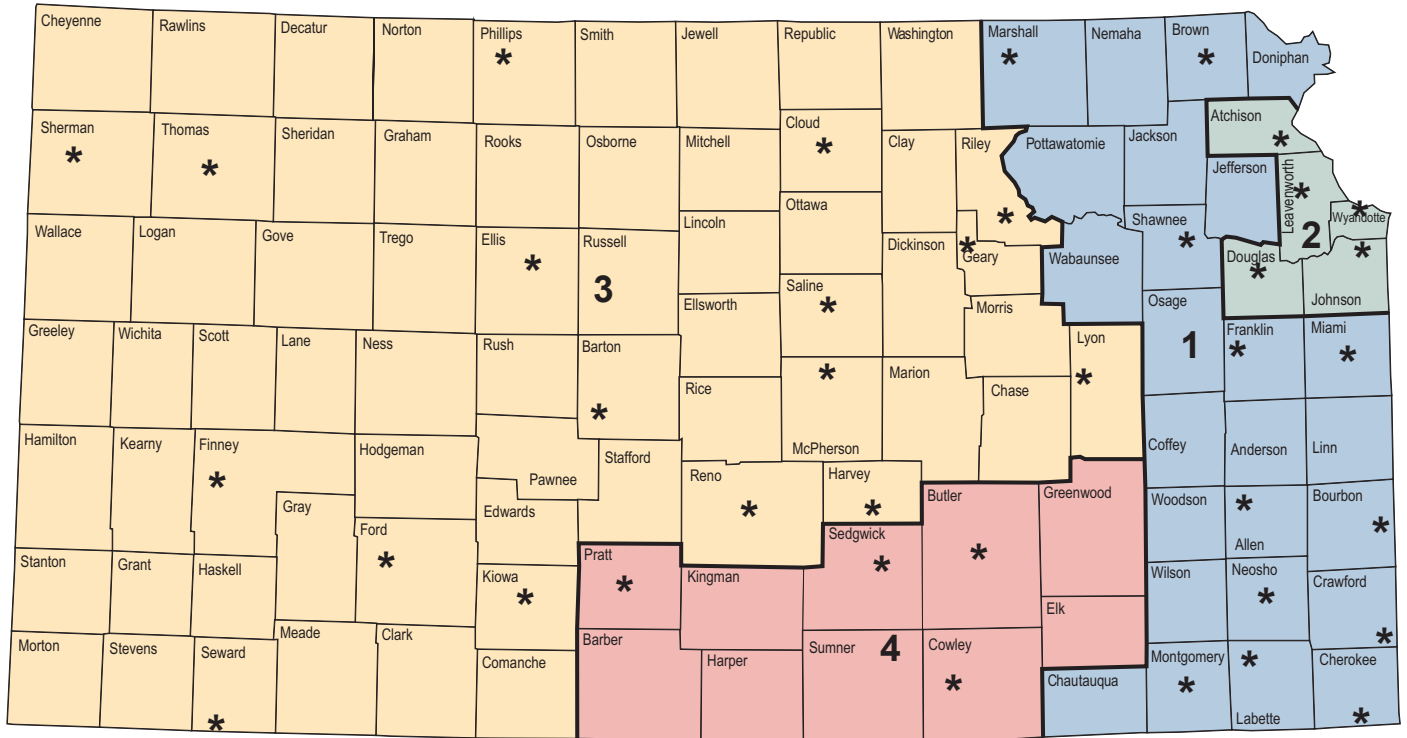 Cheyenne
Rawlins
Decatur
Norton
Phillips
*
Smith
Jewell
Republic
Washington
Marshall
*
Nemaha
Brown
*
Doniphan
Sherman
*
Thomas
*
Sheridan
Graham
Rooks
Osborne
Mitchell
Cloud
*
Clay
Riley
*
Pottawatomie
Jackson
Atchison
*
Jefferson
Leavenworth
*
Wyandotte
*
2
Wallace
Logan
Gove
Trego
Ellis
*
Russell
3
Lincoln
Ottawa
Dickinson
*
Geary
Wabaunsee
Shawnee
*
Douglas
*
Johnson
*
Greeley
Wichita
Scott
Lane
Ness
Rush
Barton
*
Ellsworth
Saline
*
Morris
Lyon
*
Osage
1
Franklin
*
Miami
*
Rice
McPherson
*
Marion
Chase
Coffey
Anderson
Linn
Hamilton
Kearny
Finney
*
Hodgeman
Pawnee
Stafford
Reno
*
Harvey
*
Butler
*
Greenwood
Woodson
Allen
*
Bourbon
*
Gray
Ford
*
Edwards
Stanton
Grant
Haskell
Kiowa
*
Pratt
*
Kingman
Sedgwick
*
Elk
Wilson
Neosho
*
Crawford
*
Morton
Stevens
Seward
*
Meade
Clark
Comanche
Barber
Harper
Sumner
4
Cowley
*
Chautauqua
Montgomery
*
Labette
*
Cherokee
*